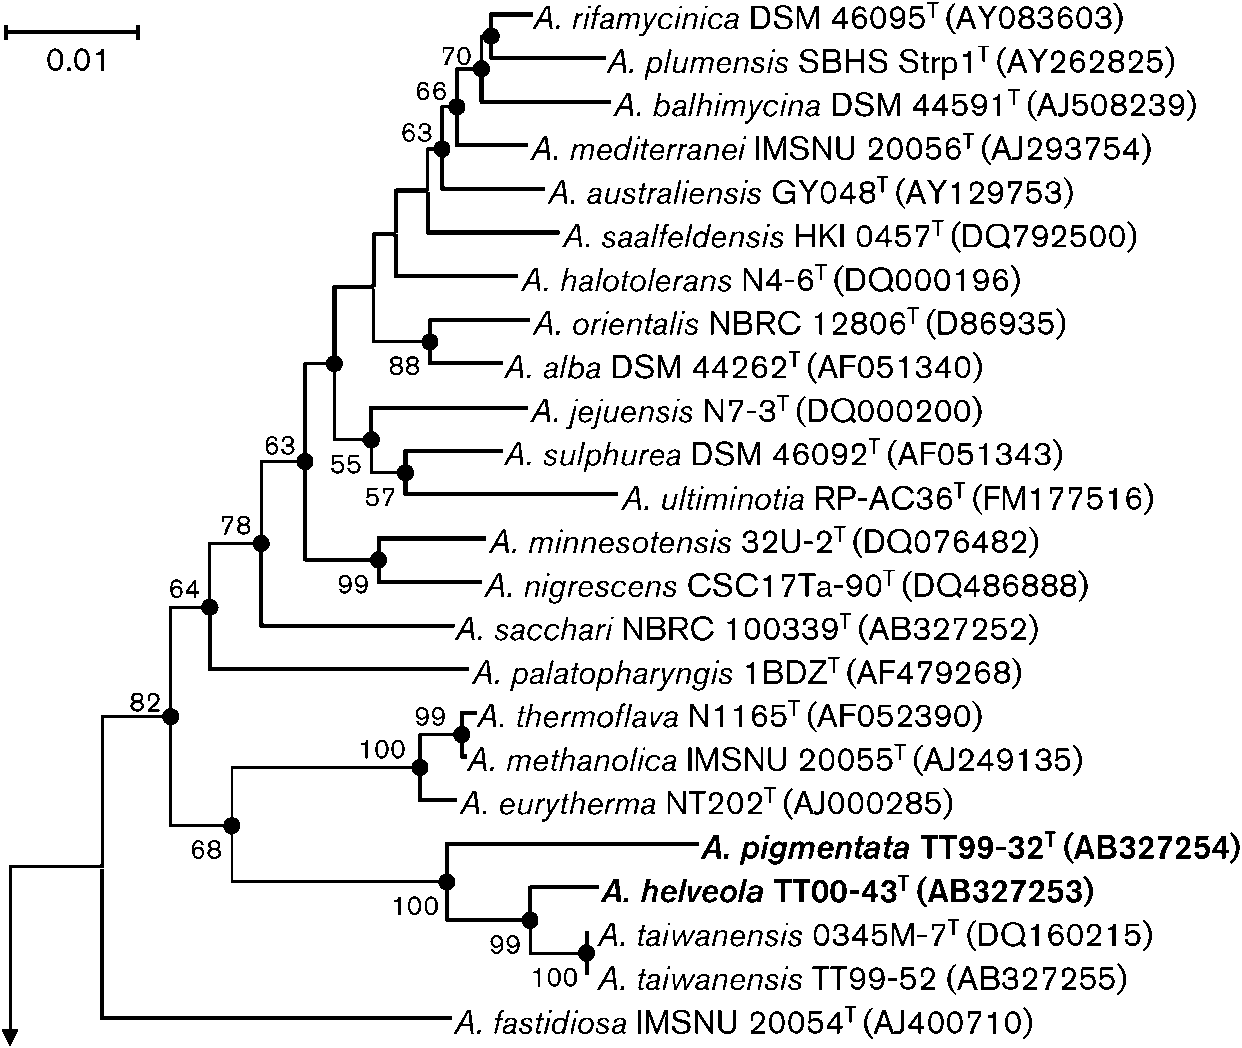 0.01
A. rifamycinica DSM 46095ᵀ (AY083603)
A. plumensis SBHS Strp1ᵀ (AY262825)
70
A. balhimycina DSM 44591ᵀ (AJ508239)
66
A. mediterranei IMSNU 20056ᵀ (AJ293754)
63
A. australiensis GY048ᵀ (AY129753)
A. saalfeldensis HKI 0457ᵀ (DQ792500)
A. halotolerans N4-6ᵀ (DQ000196)
A. orientalis NBRC 12806ᵀ (D86935)
88
A. alba DSM 44262ᵀ (AF051340)
A. jejuensis N7-3ᵀ (DQ000200)
63
55
A. sulphurea DSM 46092ᵀ (AF051343)
57
A. ultiminotia RP-AC36ᵀ (FM177516)
78
A. minnesotensis 32U-2ᵀ (DQ076482)
99
A. nigrescens CSC17Ta-90ᵀ (DQ486888)
64
A. sacchari NBRC 100339ᵀ (AB327252)
A. palatopharyngis 1BDZᵀ (AF479268)
82
99
A. thermoflava N1165ᵀ (AF052390)
100
A. methanolica IMSNU 20055ᵀ (AJ249135)
A. eurytherma NT202ᵀ (AJ000285)
68
A. pigmentata TT99-32ᵀ (AB327254)
A. helveola TT00-43ᵀ (AB327253)
100
A. taiwanensis 0345M-7ᵀ (DQ160215)
99
100
A. taiwanensis TT99-52 (AB327255)
A. fastidiosa IMSNU 20054ᵀ (AJ400710)